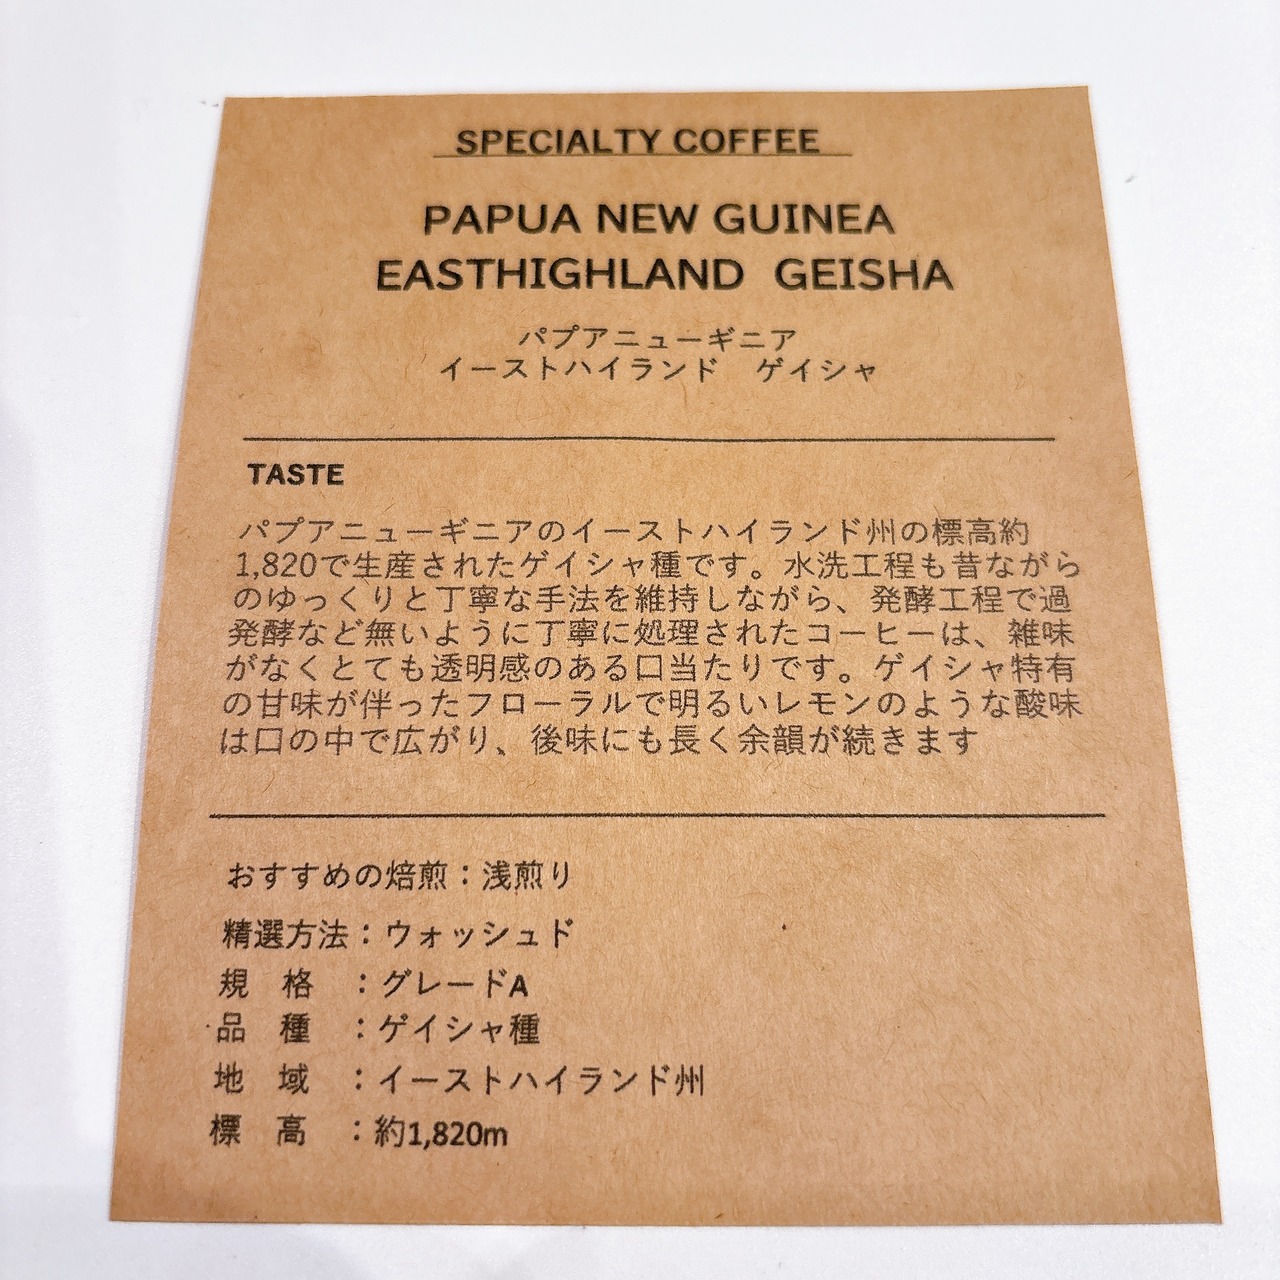 SPECIALTY COFFEE
PAPUA NEW GUINEA
EASTHIGHLAND GEISHA
パプアニューギニア
イーストハイランド　ゲイシャ
TASTE
パプアニューギニアのイーストハイランド州の標高約
1,820で生産されたゲイシャ種です。水洗工程も昔ながら
のゆっくりと丁寧な手法を維持しながら、発酵工程で過
発酵など無いように丁寧に処理されたコーヒーは、雑味
がなくとても透明感のある口当たりです。ゲイシャ特有
の甘味が伴ったフローラルで明るいレモンのような酸味
は口の中で広がり、後味にも長く余韻が続きます
おすすめの焙煎：浅煎り
精選方法：ウォッシュド
規　格　：グレードA
品　種　：ゲイシャ種
地　域　：イーストハイランド州
標　高　：約1,820m